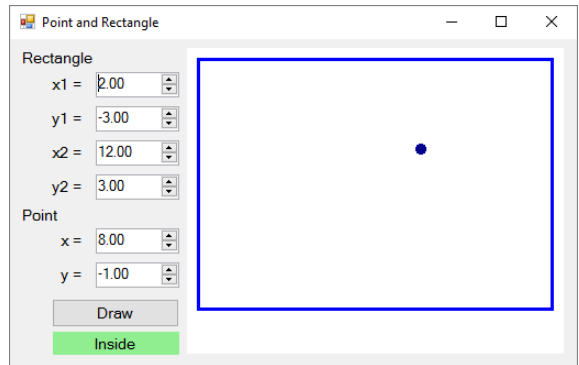 Point and Rectangle
Rectangle
x1 = 2.00
y1 = -3.00
x2 = 12.00
y2 = 3.00
Point
x = 8.00
y = -1.00
Draw
Inside